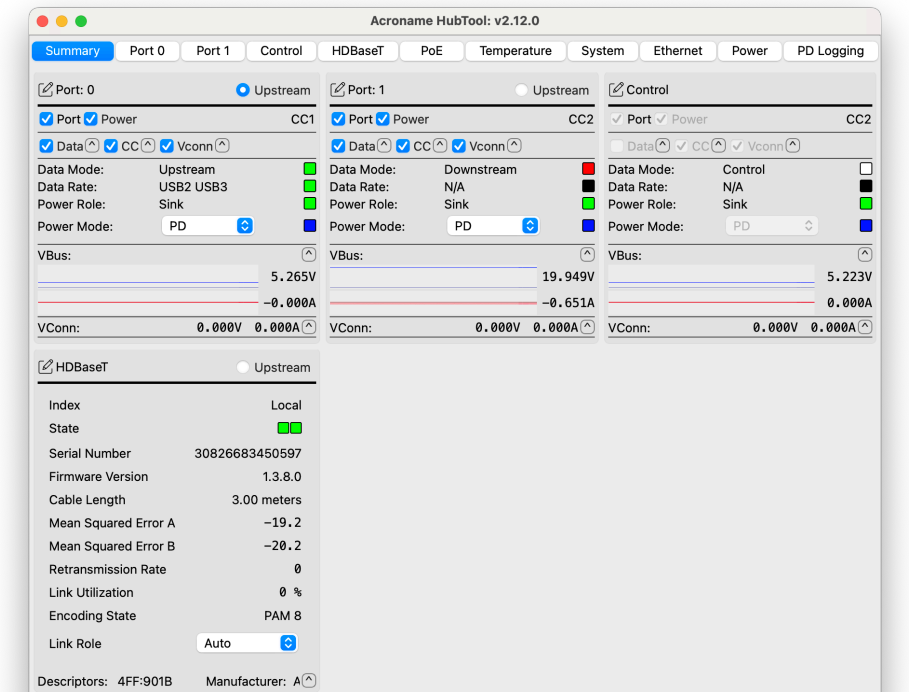 Acroname HubTool: v2.12.0
Summary Port 0 Port 1 Control HDBaseT PoE Temperature System Ethernet Power PD Logging
Port: 0 Upstream
Port Power CC1
Data CC Vconn
Data Mode: Upstream
Data Rate: USB2 USB3
Power Role: Sink
Power Mode: PD
VBus:
5.265V
-0.000A
VConn: 0.000V 0.000A
Port: 1 Upstream
Port Power CC2
Data CC Vconn
Data Mode: Downstream
Data Rate: N/A
Power Role: Sink
Power Mode: PD
VBus:
19.949V
-0.651A
VConn: 0.000V 0.000A
Control
Port Power CC2
Data CC Vconn
Data Mode: Control
Data Rate: N/A
Power Role: Sink
Power Mode: PD
VBus:
5.223V
0.000A
VConn: 0.000V 0.000A
HDBaseT Upstream
Index Local
State
Serial Number 30826683450597
Firmware Version 1.3.8.0
Cable Length 3.00 meters
Mean Squared Error A -19.2
Mean Squared Error B -20.2
Retransmission Rate 0
Link Utilization 0 %
Encoding State PAM 8
Link Role Auto
Descriptors: 4FF:901B Manufacturer: A